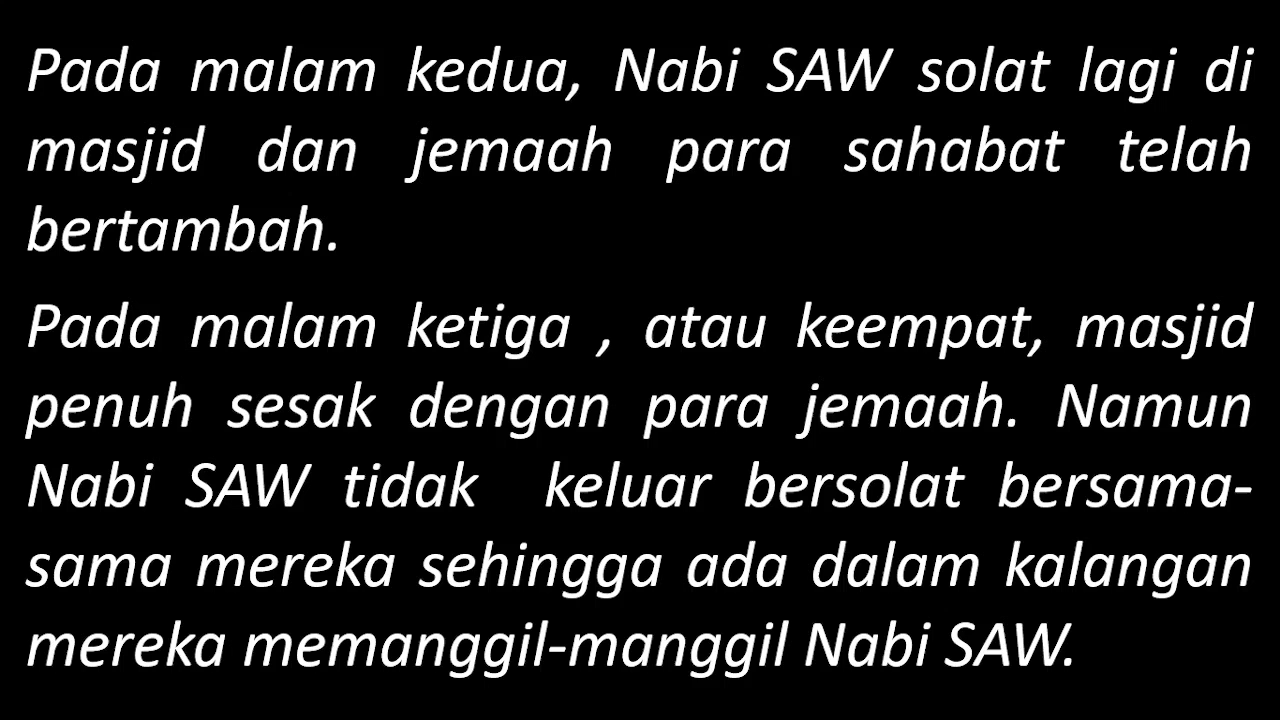 Pada malam kedua, Nabi SAW solat lagi di
masjid dan jemaah para sahabat telah
bertambah.
Pada malam ketiga , atau keempat, masjid
penuh sesak dengan para jemaah. Namun
Nabi SAW tidak  keluar bersolat bersama-
sama mereka sehingga ada dalam kalangan
mereka memanggil-manggil Nabi SAW.